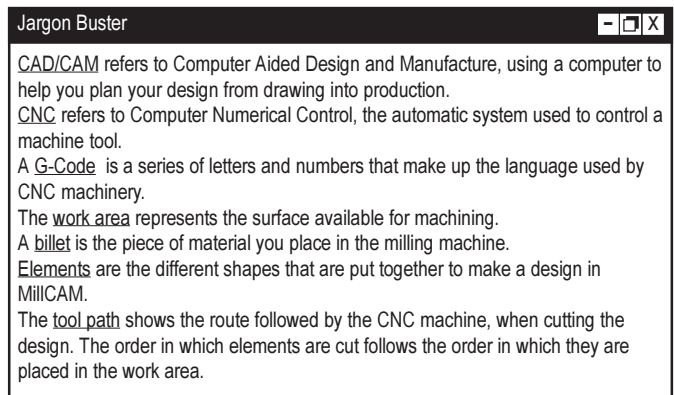 Jargon Buster
CAD/CAM refers to Computer Aided Design and Manufacture, using a computer to
help you plan your design from drawing into production.
CNC refers to Computer Numerical Control, the automatic system used to control a
machine tool.
A G-Code is a series of letters and numbers that make up the language used by
CNC machinery.
The work area represents the surface available for machining.
A billet is the piece of material you place in the milling machine.
Elements are the different shapes that are put together to make a design in
MillCAM.
The tool path shows the route followed by the CNC machine, when cutting the
design. The order in which elements are cut follows the order in which they are
placed in the work area.